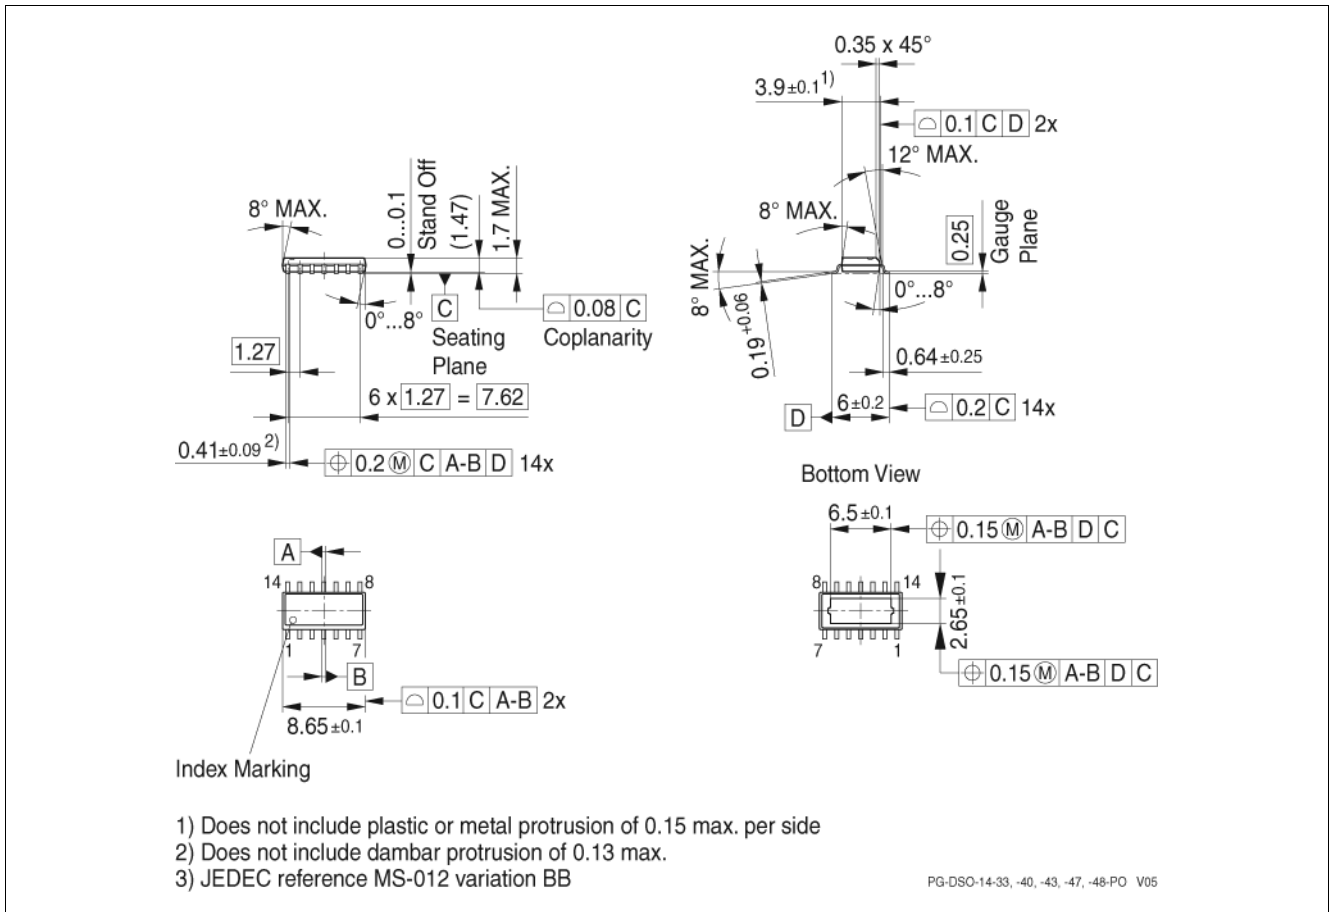 0.35 x 45°
3.9±0.1 1)
⌓ 0.1 C D 2x
12° MAX.
8° MAX.
0...0.1
Stand Off
(1.47)
1.7 MAX.
8° MAX.
0.25
Gauge
Plane
8° MAX.
0.19 +0.06
0°...8°
C
Seating
Plane
⌓ 0.08 C
Coplanarity
0°...8°
1.27
6 x 1.27 = 7.62
0.64±0.25
D
6±0.2
⌓ 0.2 C 14x
0.41±0.09 2)
⌖ 0.2 Ⓜ C A-B D 14x
Bottom View
6.5±0.1
⌖ 0.15 Ⓜ A-B D C
A
14 8
1 7
B
⌓ 0.1 C A-B 2x
8.65±0.1
8 14
7 1
2.65±0.1
⌖ 0.15 Ⓜ A-B D C
Index Marking
1) Does not include plastic or metal protrusion of 0.15 max. per side
2) Does not include dambar protrusion of 0.13 max.
3) JEDEC reference MS-012 variation BB
PG-DSO-14-33, -40, -43, -47, -48-PO V05